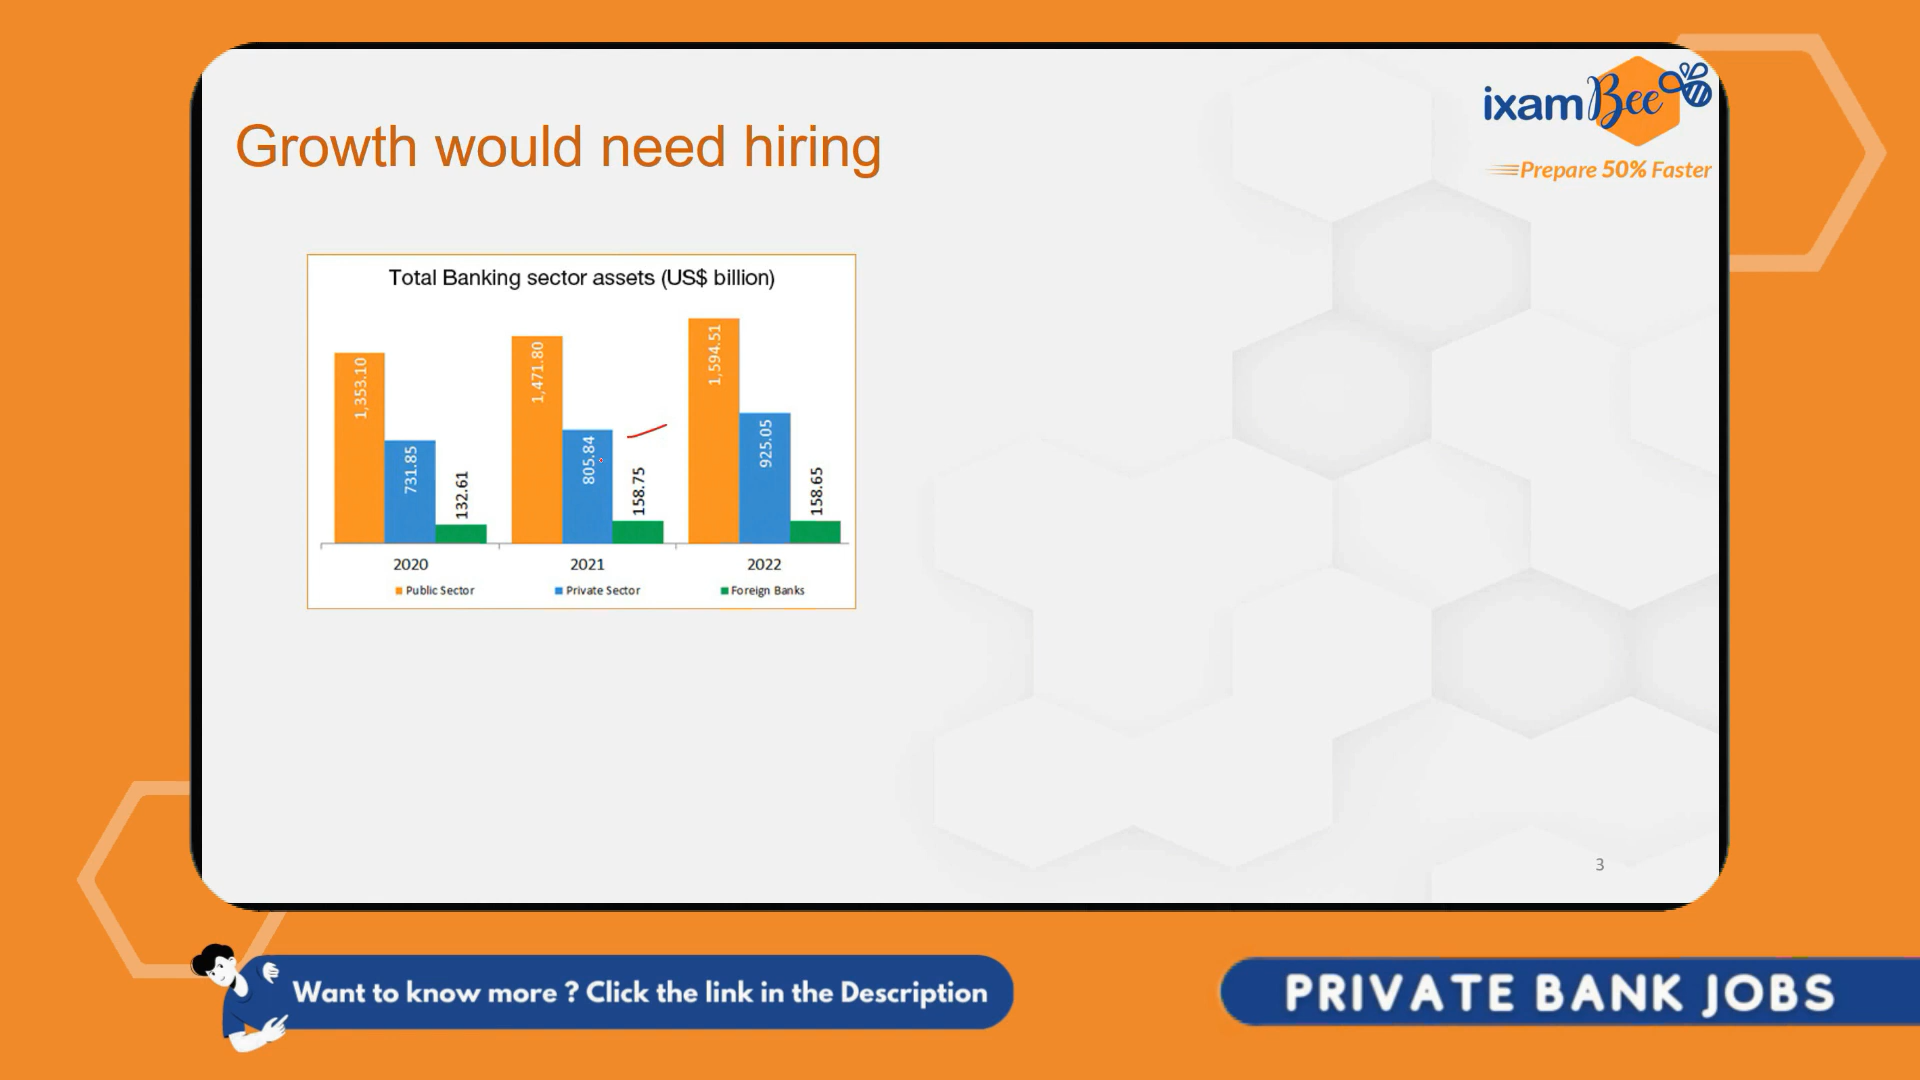 ixamBee
Prepare 50% Faster
Growth would need hiring
Total Banking sector assets (US$ billion)
1,353.10
731.85
132.61
1,471.80
805.84
158.75
1,594.51
925.05
158.65
2020 2021 2022
Public Sector Private Sector Foreign Banks
3
Want to know more ? Click the link in the Description
PRIVATE BANK JOBS